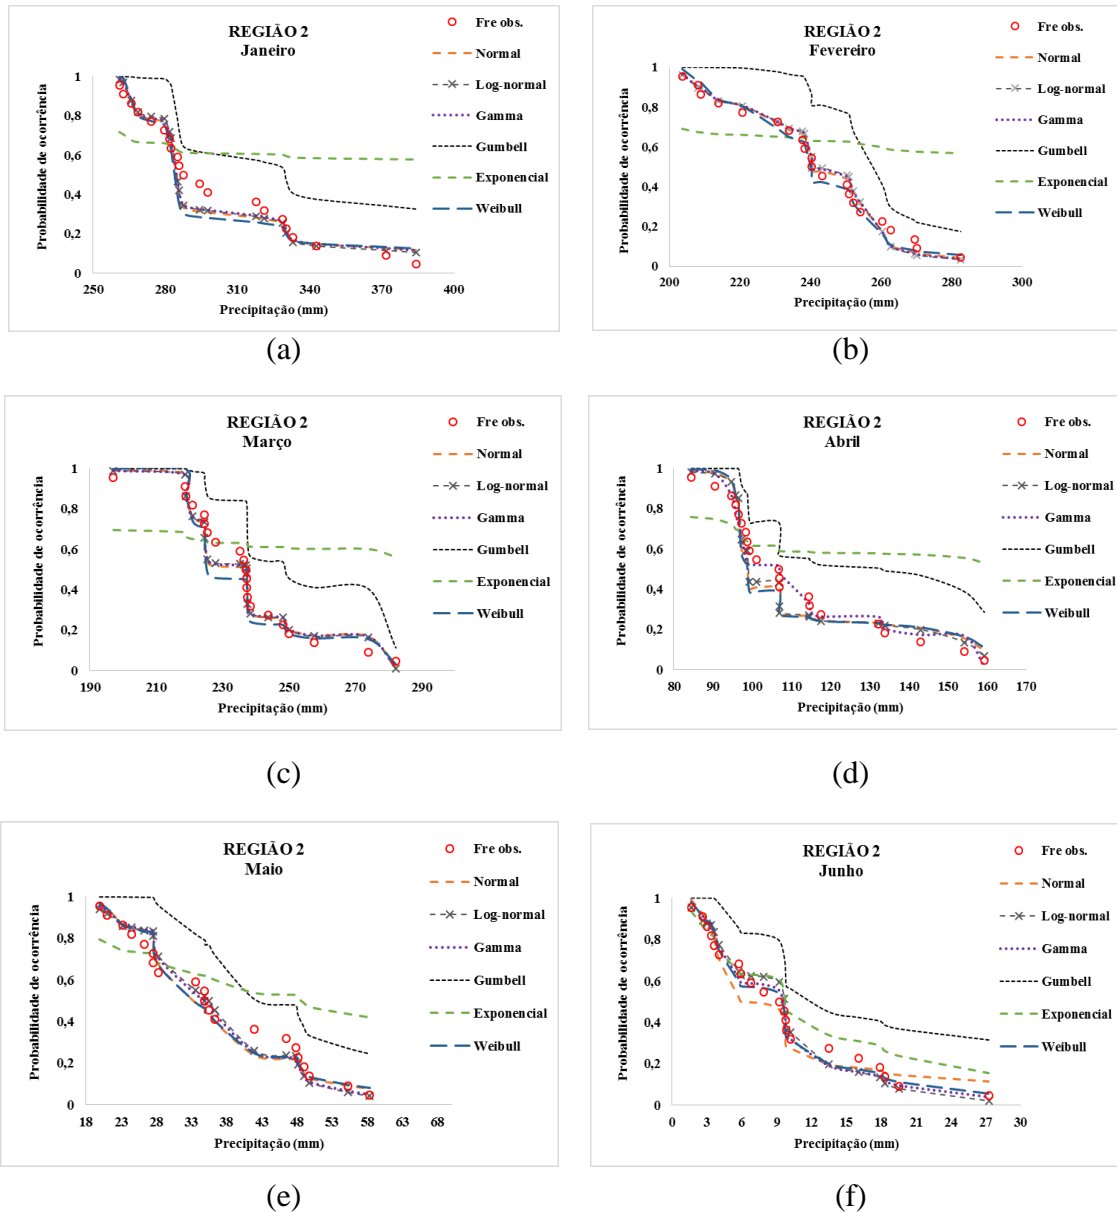 REGIÃO 2
Janeiro
Probabilidade de ocorrência
1
0,8
0,6
0,4
0,2
0
250 280 310 340 370 400
Precipitação (mm)
Fre obs.
Normal
Log-normal
Gamma
Gumbell
Exponencial
Weibull
(a)
REGIÃO 2
Fevereiro
Probabilidade de ocorrência
1
0,8
0,6
0,4
0,2
0
200 220 240 260 280 300
Precipitação (mm)
Fre obs.
Normal
Log-normal
Gamma
Gumbell
Exponencial
Weibull
(b)
REGIÃO 2
Março
Probabilidade de ocorrência
1
0,8
0,6
0,4
0,2
0
190 210 230 250 270 290
Precipitação (mm)
Fre obs.
Normal
Log-normal
Gamma
Gumbell
Exponencial
Weibull
(c)
REGIÃO 2
Abril
Probabilidade de ocorrência
1
0,8
0,6
0,4
0,2
0
80 90 100 110 120 130 140 150 160 170
Precipitação (mm)
Fre obs.
Normal
Log-normal
Gamma
Gumbell
Exponencial
Weibull
(d)
REGIÃO 2
Maio
Probabilidade de ocorrência
1
0,8
0,6
0,4
0,2
0
18 23 28 33 38 43 48 53 58 63 68
Precipitação (mm)
Fre obs.
Normal
Log-normal
Gamma
Gumbell
Exponencial
Weibull
(e)
REGIÃO 2
Junho
Probabilidade de ocorrência
1
0,8
0,6
0,4
0,2
0
0 3 6 9 12 15 18 21 24 27 30
Precipitação (mm)
Fre obs.
Normal
Log-normal
Gamma
Gumbell
Exponencial
Weibull
(f)